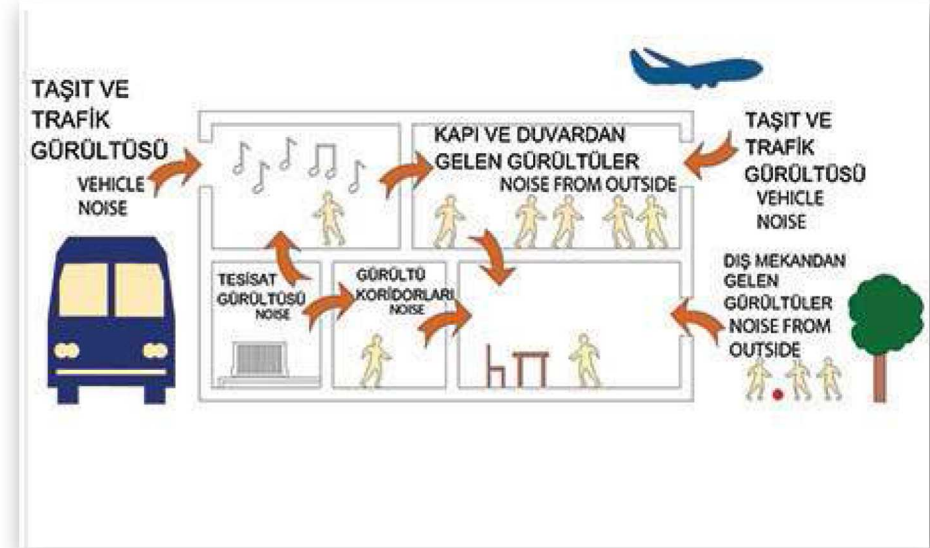 TAŞIT VE
TRAFİK
GÜRÜLTÜSÜ
VEHICLE
NOISE
KAPI VE DUVARDAN
GELEN GÜRÜLTÜLER
NOISE FROM OUTSIDE
TAŞIT VE
TRAFİK
GÜRÜLTÜSÜ
VEHICLE
NOISE
TESİSAT
GÜRÜLTÜSÜ
NOISE
GÜRÜLTÜ
KORİDORLARI
NOISE
DIŞ MEKANDAN
GELEN
GÜRÜLTÜLER
NOISE FROM
OUTSIDE